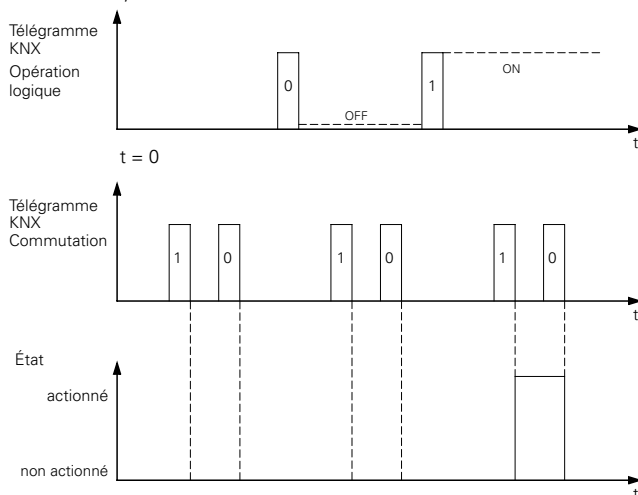 Télégramme
KNX
Opération
logique
0
OFF
1
ON
t
t = 0
Télégramme
KNX
Commutation
1
0
1
0
1
0
t
État
actionné
non actionné
t